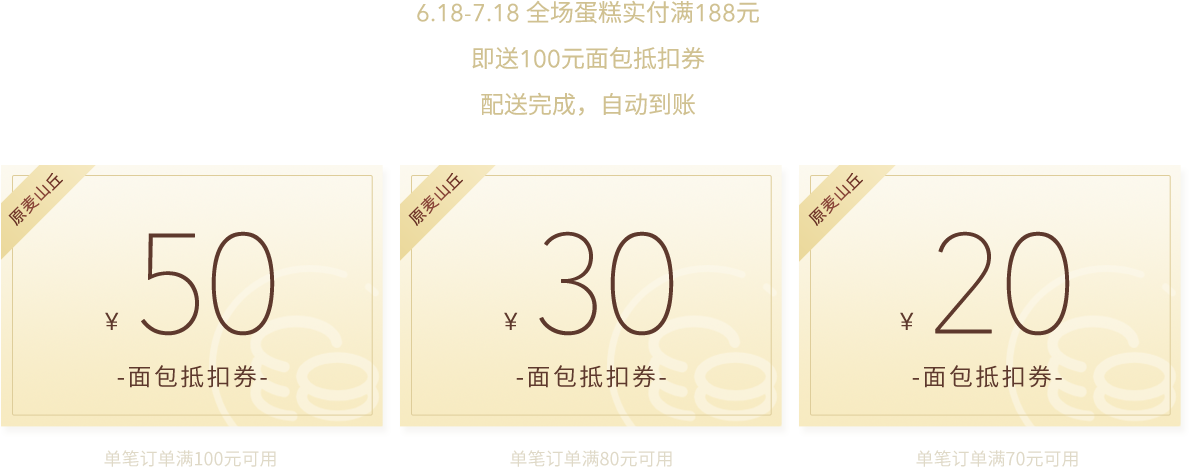 6.18-7.18 全场蛋糕实付满188元
即送100元面包抵扣券
配送完成，自动到账
原麦山丘
¥ 50
-面包抵扣券-
单笔订单满100元可用
原麦山丘
¥ 30
-面包抵扣券-
单笔订单满80元可用
原麦山丘
¥ 20
-面包抵扣券-
单笔订单满70元可用